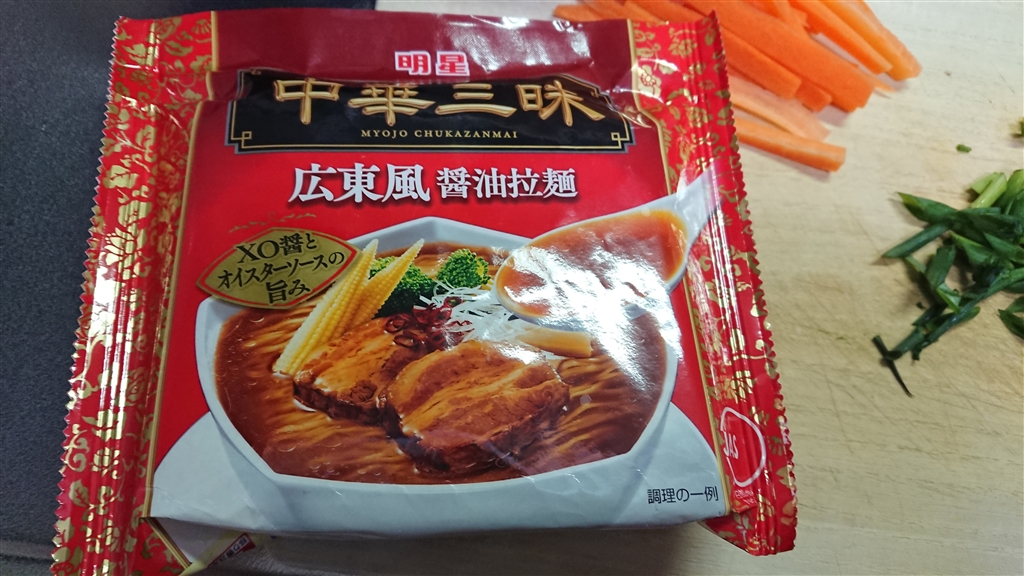 明星
中華三昧
MYOJO CHUKAZANMAI
広東風 醤油拉麺
XO醤と
オイスターソースの
旨み
調理の一例
JAS